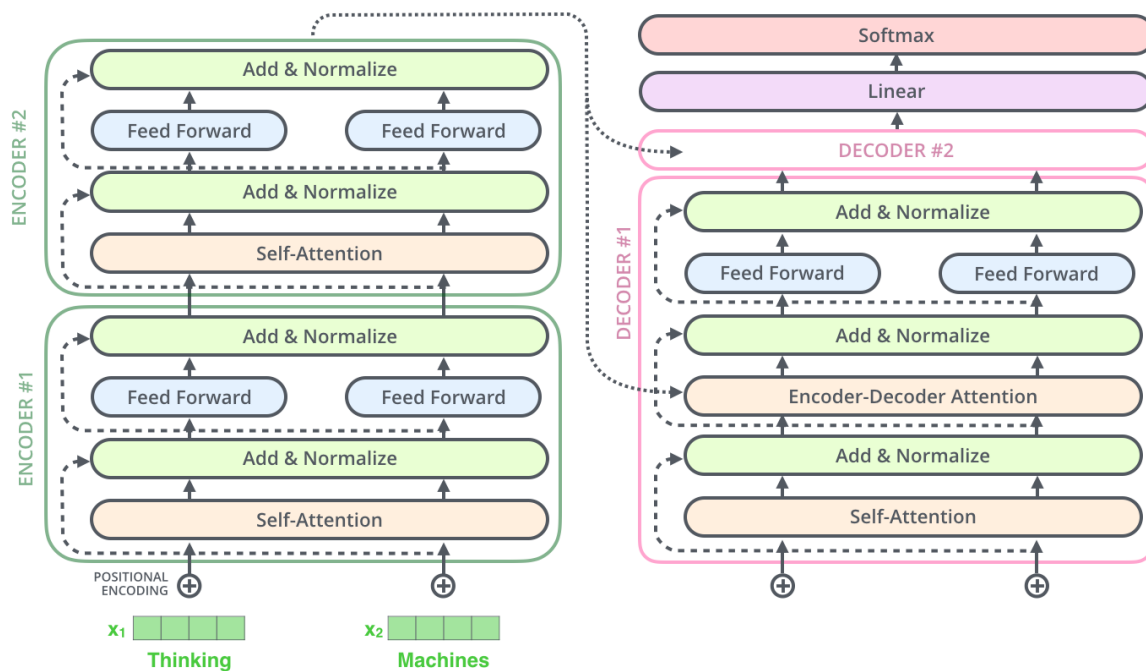 ENCODER #2
Add & Normalize
Feed Forward
Feed Forward
Add & Normalize
Self-Attention
ENCODER #1
Add & Normalize
Feed Forward
Feed Forward
Add & Normalize
Self-Attention
POSITIONAL
ENCODING
x₁
x₂
Thinking
Machines
Softmax
Linear
DECODER #2
DECODER #1
Add & Normalize
Feed Forward
Feed Forward
Add & Normalize
Encoder-Decoder Attention
Add & Normalize
Self-Attention